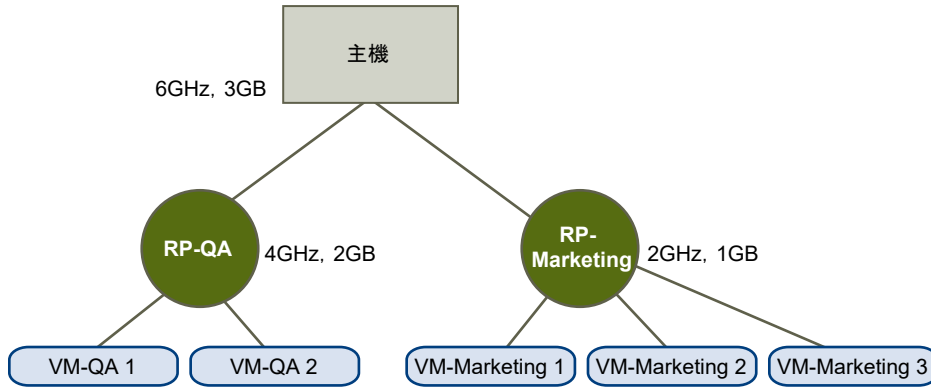 主機
6GHz, 3GB
RP-QA
4GHz, 2GB
RP-
Marketing
2GHz, 1GB
VM-QA 1
VM-QA 2
VM-Marketing 1
VM-Marketing 2
VM-Marketing 3